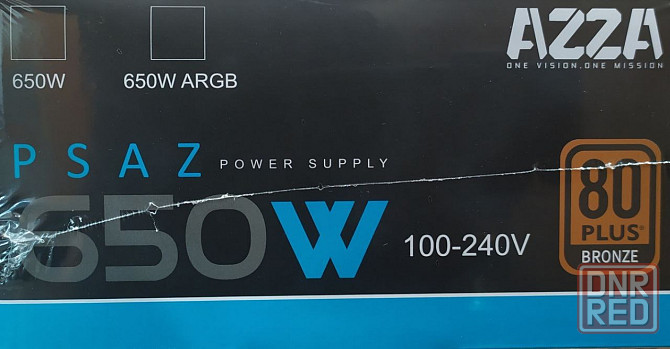 650W
650W ARGB
AZZA
ONE VISION.ONE MISSION
PSAZ POWER SUPPLY
650W
100-240V
80
PLUS®
BRONZE
DNR
RED